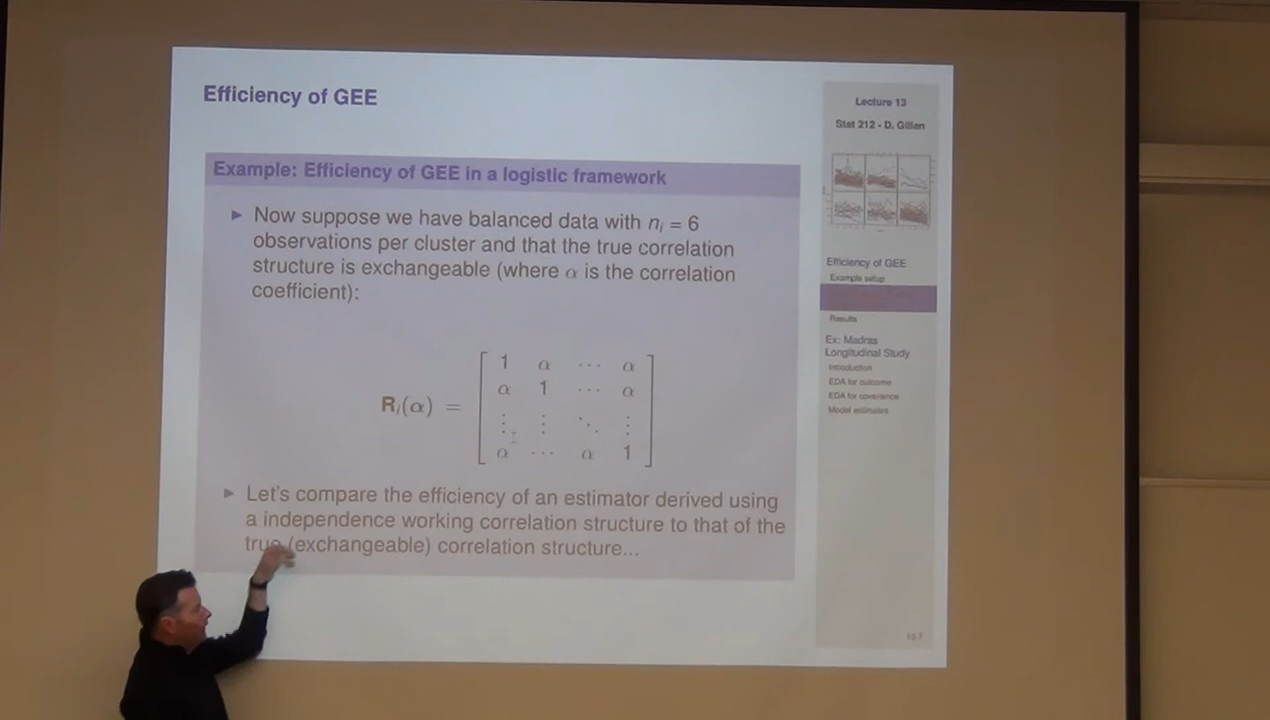 Efficiency of GEE
Example: Efficiency of GEE in a logistic framework
► Now suppose we have balanced data with nᵢ = 6
observations per cluster and that the true correlation
structure is exchangeable (where α is the correlation
coefficient):
1 α ⋯ α
α 1 ⋯ α
Rᵢ(α) =
⋮ ⋮ ⋱ ⋮
α ⋯ α 1
► Let's compare the efficiency of an estimator derived using
a independence working correlation structure to that of the
true (exchangeable) correlation structure...
Lecture 13
Stat 212 - D. Gillen
Efficiency of GEE
Example setup
Results
Ex: Madras
Longitudinal Study
Introduction
EDA for outcome
EDA for covariance
Model estimates
13.7